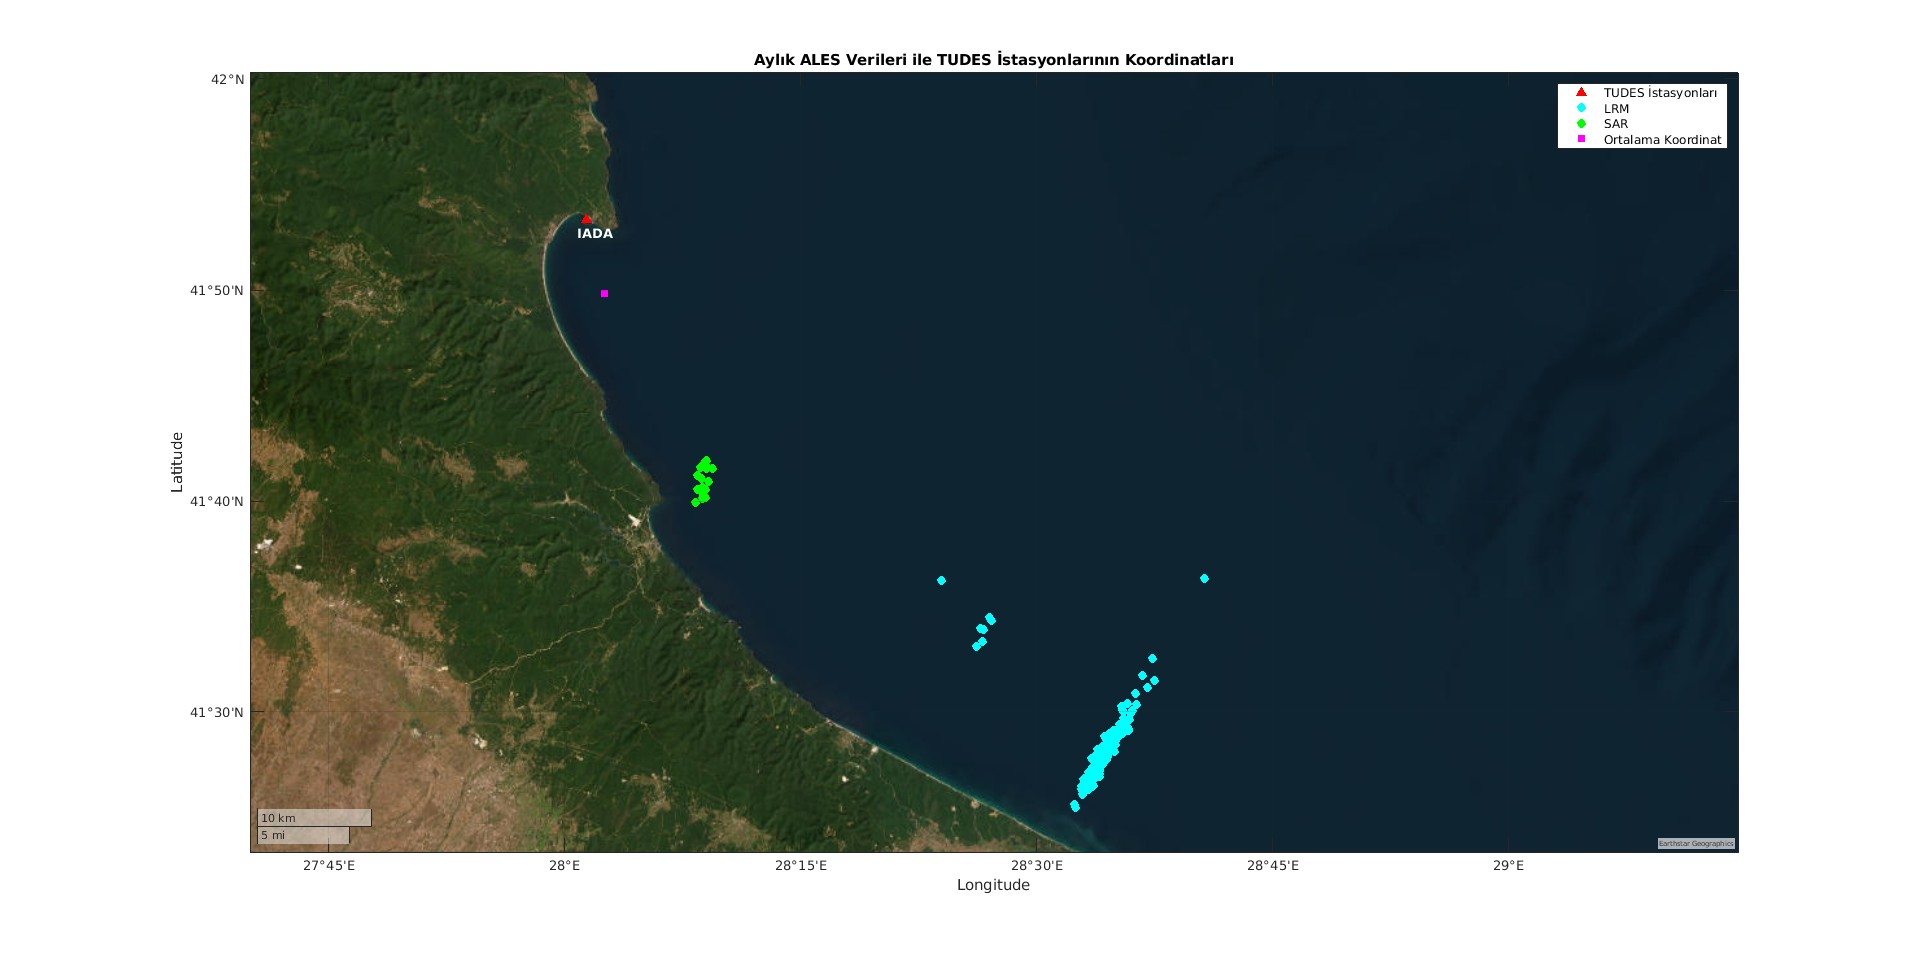 Aylık ALES Verileri ile TUDES İstasyonlarının Koordinatları
42°N
41°50'N
41°40'N
41°30'N
Latitude
TUDES İstasyonları
LRM
SAR
Ortalama Koordinat
IADA
10 km
5 mi
Earthstar Geographics
27°45'E
28°E
28°15'E
28°30'E
28°45'E
29°E
Longitude